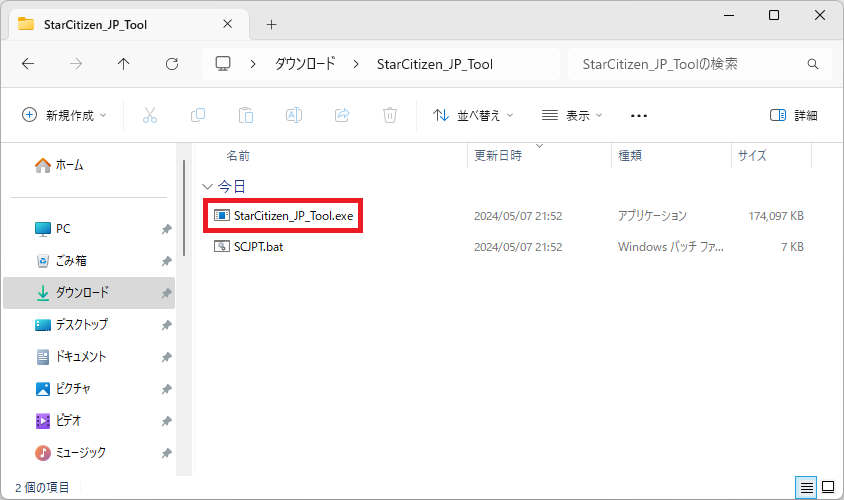 StarCitizen_JP_Tool
ダウンロード
StarCitizen_JP_Tool
StarCitizen_JP_Toolの検索
新規作成
並べ替え
表示
詳細
ホーム
PC
ごみ箱
ダウンロード
デスクトップ
ドキュメント
ピクチャ
ビデオ
ミュージック
名前 更新日時 種類 サイズ
今日
StarCitizen_JP_Tool.exe 2024/05/07 21:52 アプリケーション 174,097 KB
SCJPT.bat 2024/05/07 21:52 Windows バッチ ファ... 7 KB
2 個の項目